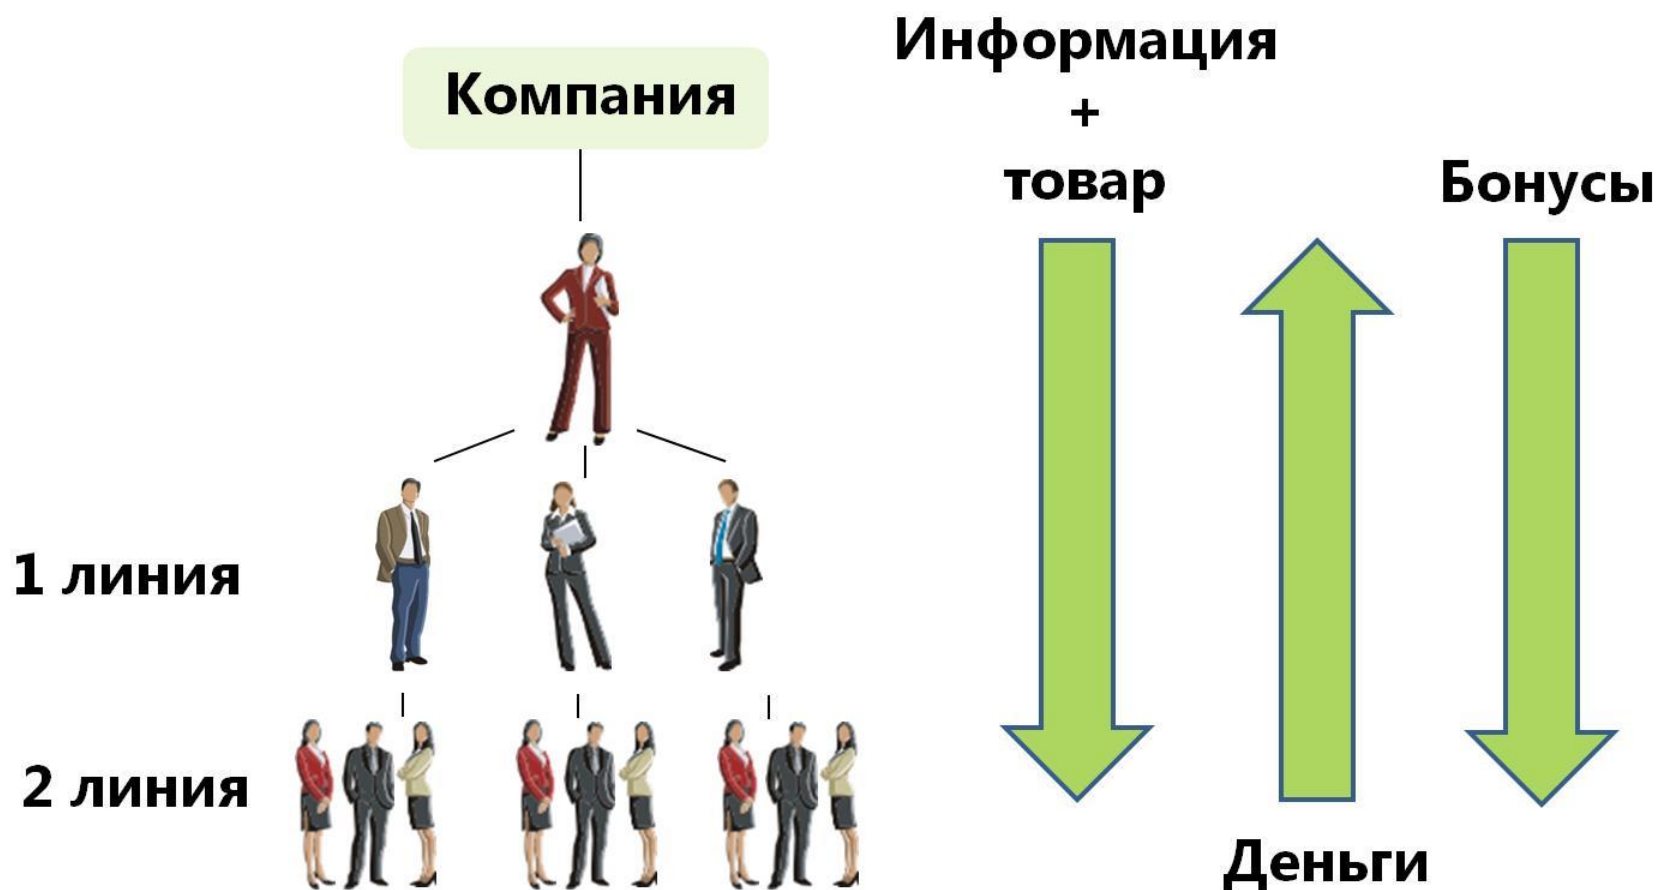 Компания
1 линия
2 линия
Информация
+
товар
Бонусы
Деньги